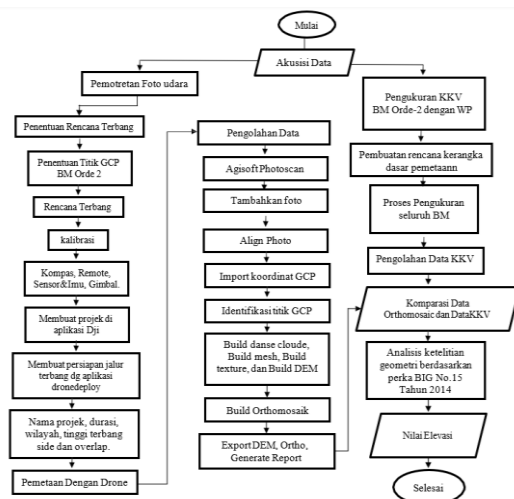 Mulai
Akusisi Data
Pemotretan Foto udara
Penentuan Rencana Terbang
Penentuan Titik GCP
BM Orde 2
Rencana Terbang
kalibrasi
Kompas, Remote,
Sensor&Imu, Gimbal.
Membuat projek di
aplikasi Dji
Membuat persiapan jalur
terbang dg aplikasi
dronedeploy
Nama projek, durasi,
wilayah, tinggi terbang
side dan overlap.
Pemetaan Dengan Drone
Pengolahan Data
Agisoft Photoscan
Tambahkan foto
Align Photo
Import koordinat GCP
Identifikasi titik GCP
Build danse cloude,
Build mesh, Build
texture, dan Build DEM
Build Orthomosaik
Export DEM, Ortho,
Generate Report
Pengukuran KKV
BM Orde-2 dengan WP
Pembuatan rencana kerangka
dasar pemetaann
Proses Pengukuran
seluruh BM
Pengolahan Data KKV
Komparasi Data
Orthomosaic dan DataKKV
Analisis ketelitian
geometri berdasarkan
perka BIG No.15
Tahun 2014
Nilai Elevasi
Selesai